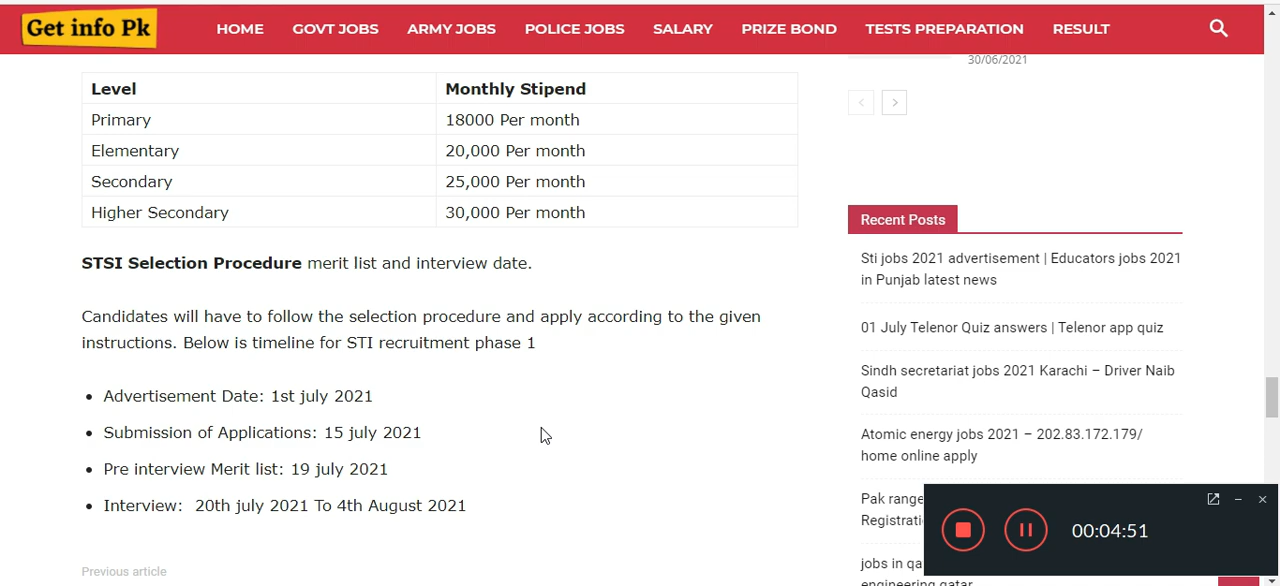 Get info Pk
HOME GOVT JOBS ARMY JOBS POLICE JOBS SALARY PRIZE BOND TESTS PREPARATION RESULT
30/06/2021
Level Monthly Stipend
Primary 18000 Per month
Elementary 20,000 Per month
Secondary 25,000 Per month
Higher Secondary 30,000 Per month
STSI Selection Procedure merit list and interview date.
Candidates will have to follow the selection procedure and apply according to the given
instructions. Below is timeline for STI recruitment phase 1
• Advertisement Date: 1st july 2021
• Submission of Applications: 15 july 2021
• Pre interview Merit list: 19 july 2021
• Interview: 20th july 2021 To 4th August 2021
Previous article
Recent Posts
Sti jobs 2021 advertisement | Educators jobs 2021
in Punjab latest news
01 July Telenor Quiz answers | Telenor app quiz
Sindh secretariat jobs 2021 Karachi – Driver Naib
Qasid
Atomic energy jobs 2021 – 202.83.172.179/
home online apply
Pak range
Registrati
jobs in qa
engineering qatar
00:04:51